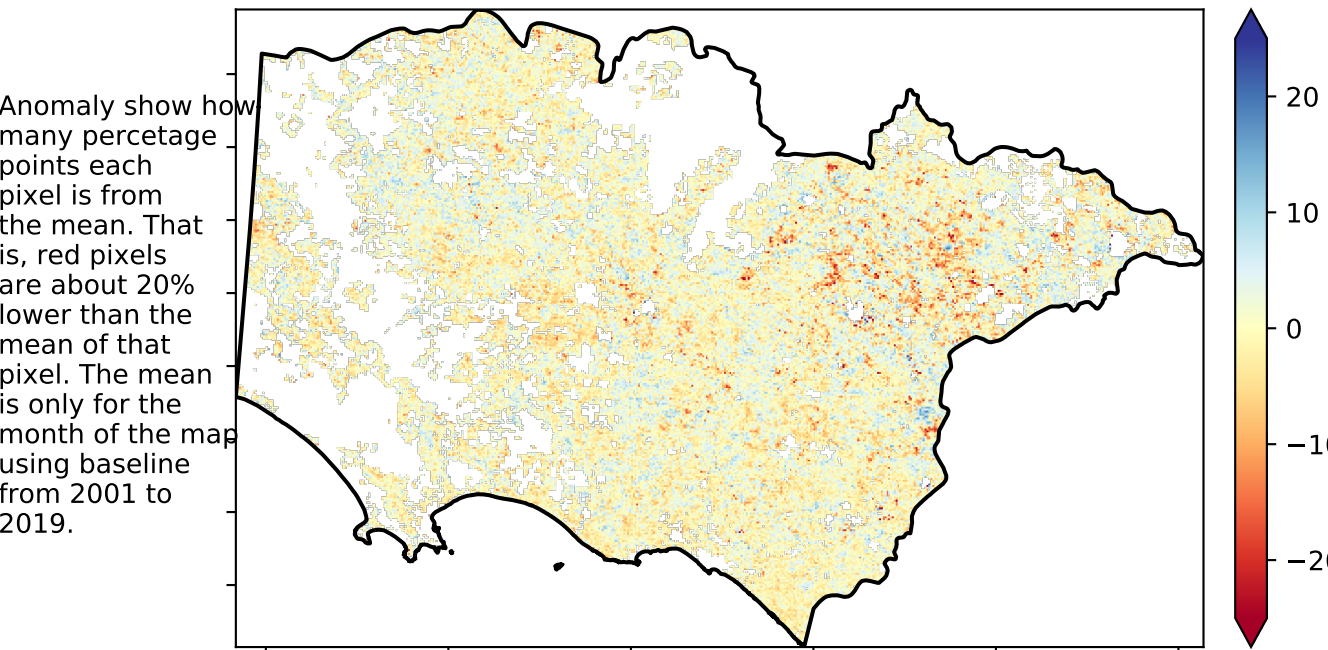 Anomaly show how
many percetage
points each
pixel is from
the mean. That
is, red pixels
are about 20%
lower than the
mean of that
pixel. The mean
is only for the
month of the map
using baseline
from 2001 to
2019.
20
10
0
−10
−20